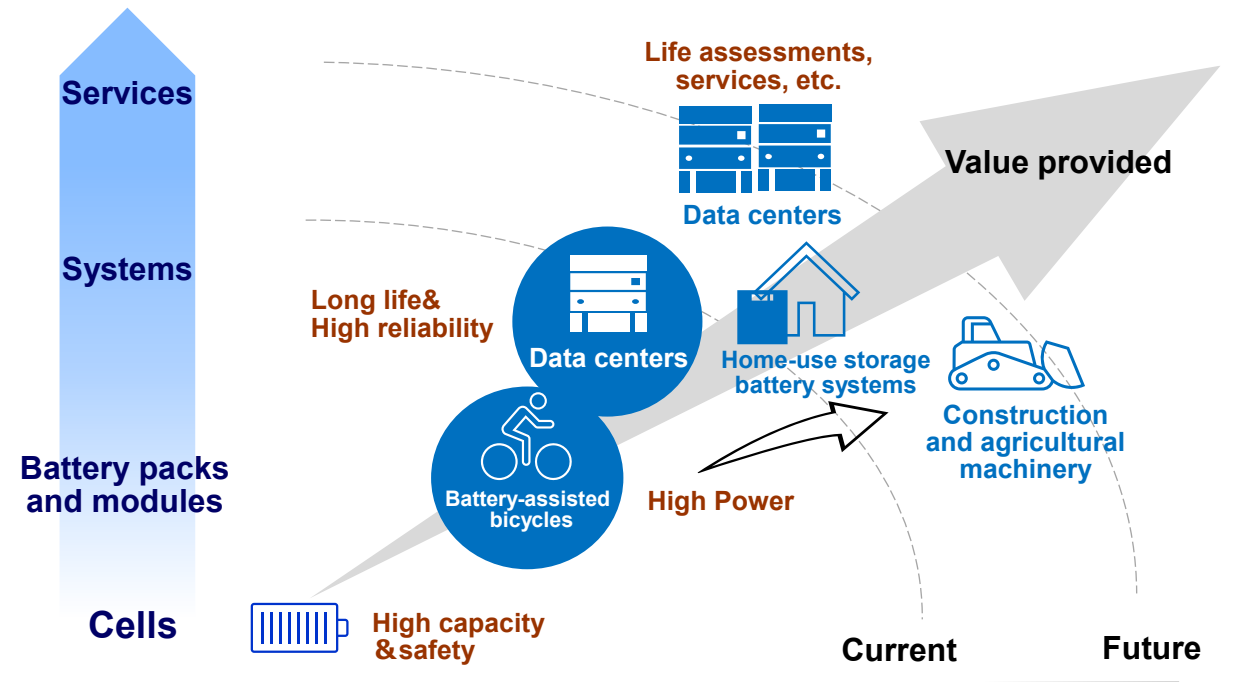 Services
Systems
Battery packs
and modules
Cells
Life assessments,
services, etc.
Data centers
Value provided
Long life&
High reliability
Data centers
Home-use storage
battery systems
Construction
and agricultural
machinery
Battery-assisted
bicycles
High Power
High capacity
&safety
Current
Future